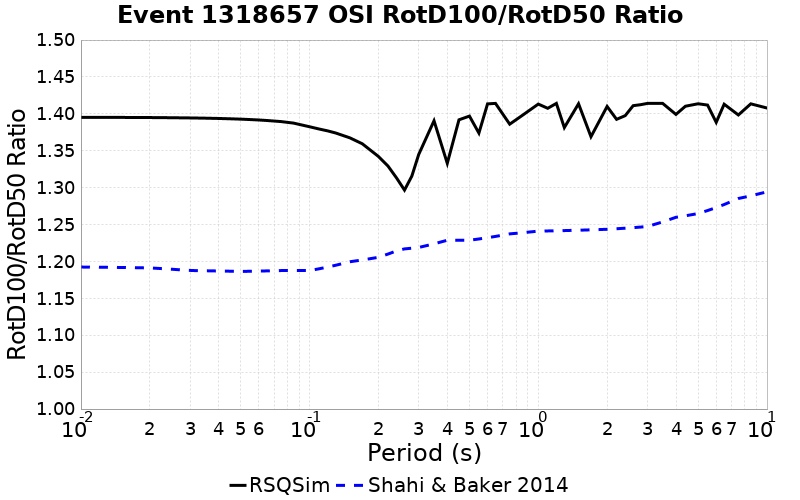 Event 1318657 OSI RotD100/RotD50 Ratio
RotD100/RotD50 Ratio
1.50
1.45
1.40
1.35
1.30
1.25
1.20
1.15
1.10
1.05
1.00
10^-2 2 3 4 5 6 10^-1 2 3 4 5 6 7 10^0 2 3 4 5 6 7 10^1
Period (s)
RSQSim Shahi & Baker 2014